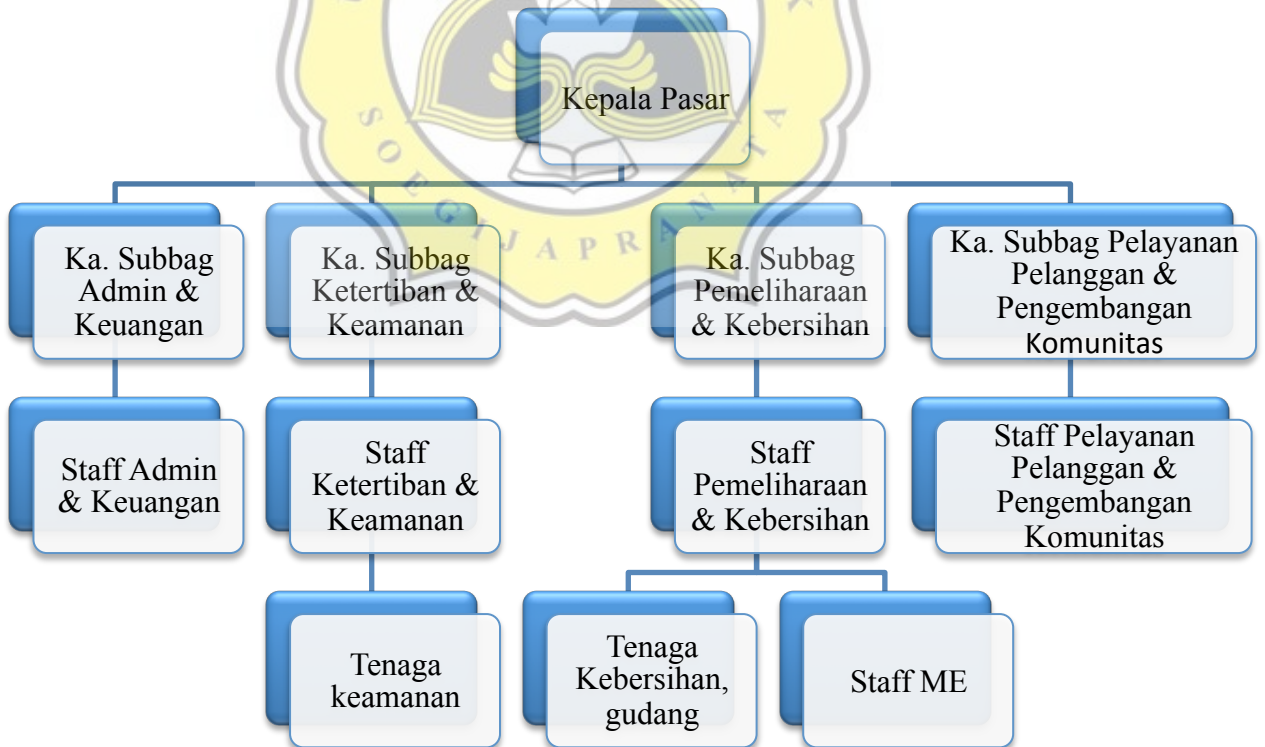 Kepala Pasar
SOEGIJAPRANATA
Ka. Subbag
Admin &
Keuangan
Ka. Subbag
Ketertiban &
Keamanan
Ka. Subbag
Pemeliharaan
& Kebersihan
Ka. Subbag Pelayanan
Pelanggan &
Pengembangan
Komunitas
Staff Admin
& Keuangan
Staff
Ketertiban &
Keamanan
Staff
Pemeliharaan
& Kebersihan
Staff Pelayanan
Pelanggan &
Pengembangan
Komunitas
Tenaga
keamanan
Tenaga
Kebersihan,
gudang
Staff ME